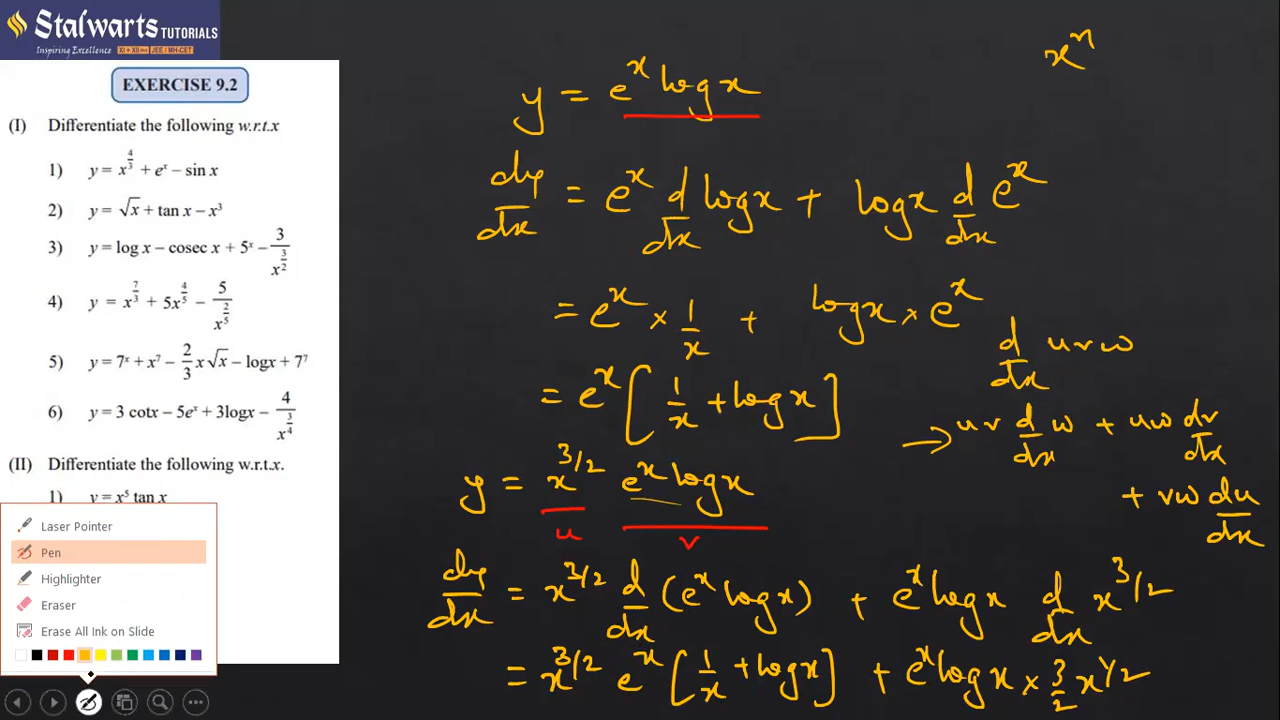 Stalwarts
TUTORIALS
Inspiring Excellence XI + XII आणि JEE / MH-CET
EXERCISE 9.2
(I) Differentiate the following w.r.t.x
1) y = x^{4/3} + e^x − sin x
2) y = √x + tan x − x^3
3) y = log x − cosec x + 5^x − 3/x^{3/2}
4) y = x^{7/3} + 5x^{4/5} − 5/x^{2/5}
5) y = 7^x + x^7 − 2/3 x√x − logx + 7^7
6) y = 3 cotx − 5e^x + 3logx − 4/x^{3/4}
(II) Differentiate the following w.r.t.x.
1) y = x^5 tan x
Laser Pointer
Pen
Highlighter
Eraser
Erase All Ink on Slide
x^n
y = e^x log x
dy/dx = e^x d/dx log x + log x d/dx e^x
= e^x × 1/x + log x × e^x
= e^x [1/x + log x]
d/dx u v w
→ u v d/dx w + u w dv/dx
+ v w du/dx
y = x^{3/2} e^x log x
u v
dy/dx = x^{3/2} d/dx (e^x log x) + e^x log x d/dx x^{3/2}
= x^{3/2} e^x [1/x + log x] + e^x log x × 3/2 x^{1/2}